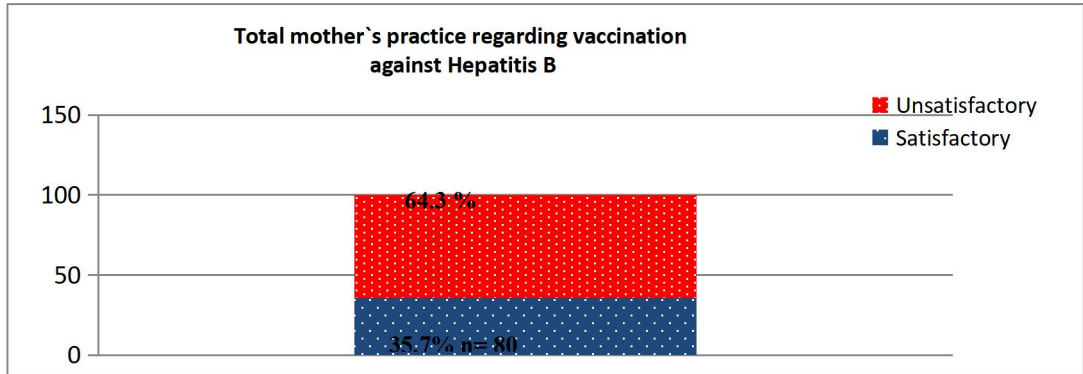 Total mother`s practice regarding vaccination
against Hepatitis B
150
Unsatisfactory
Satisfactory
100
64.3 %
50
35.7% n= 80
0